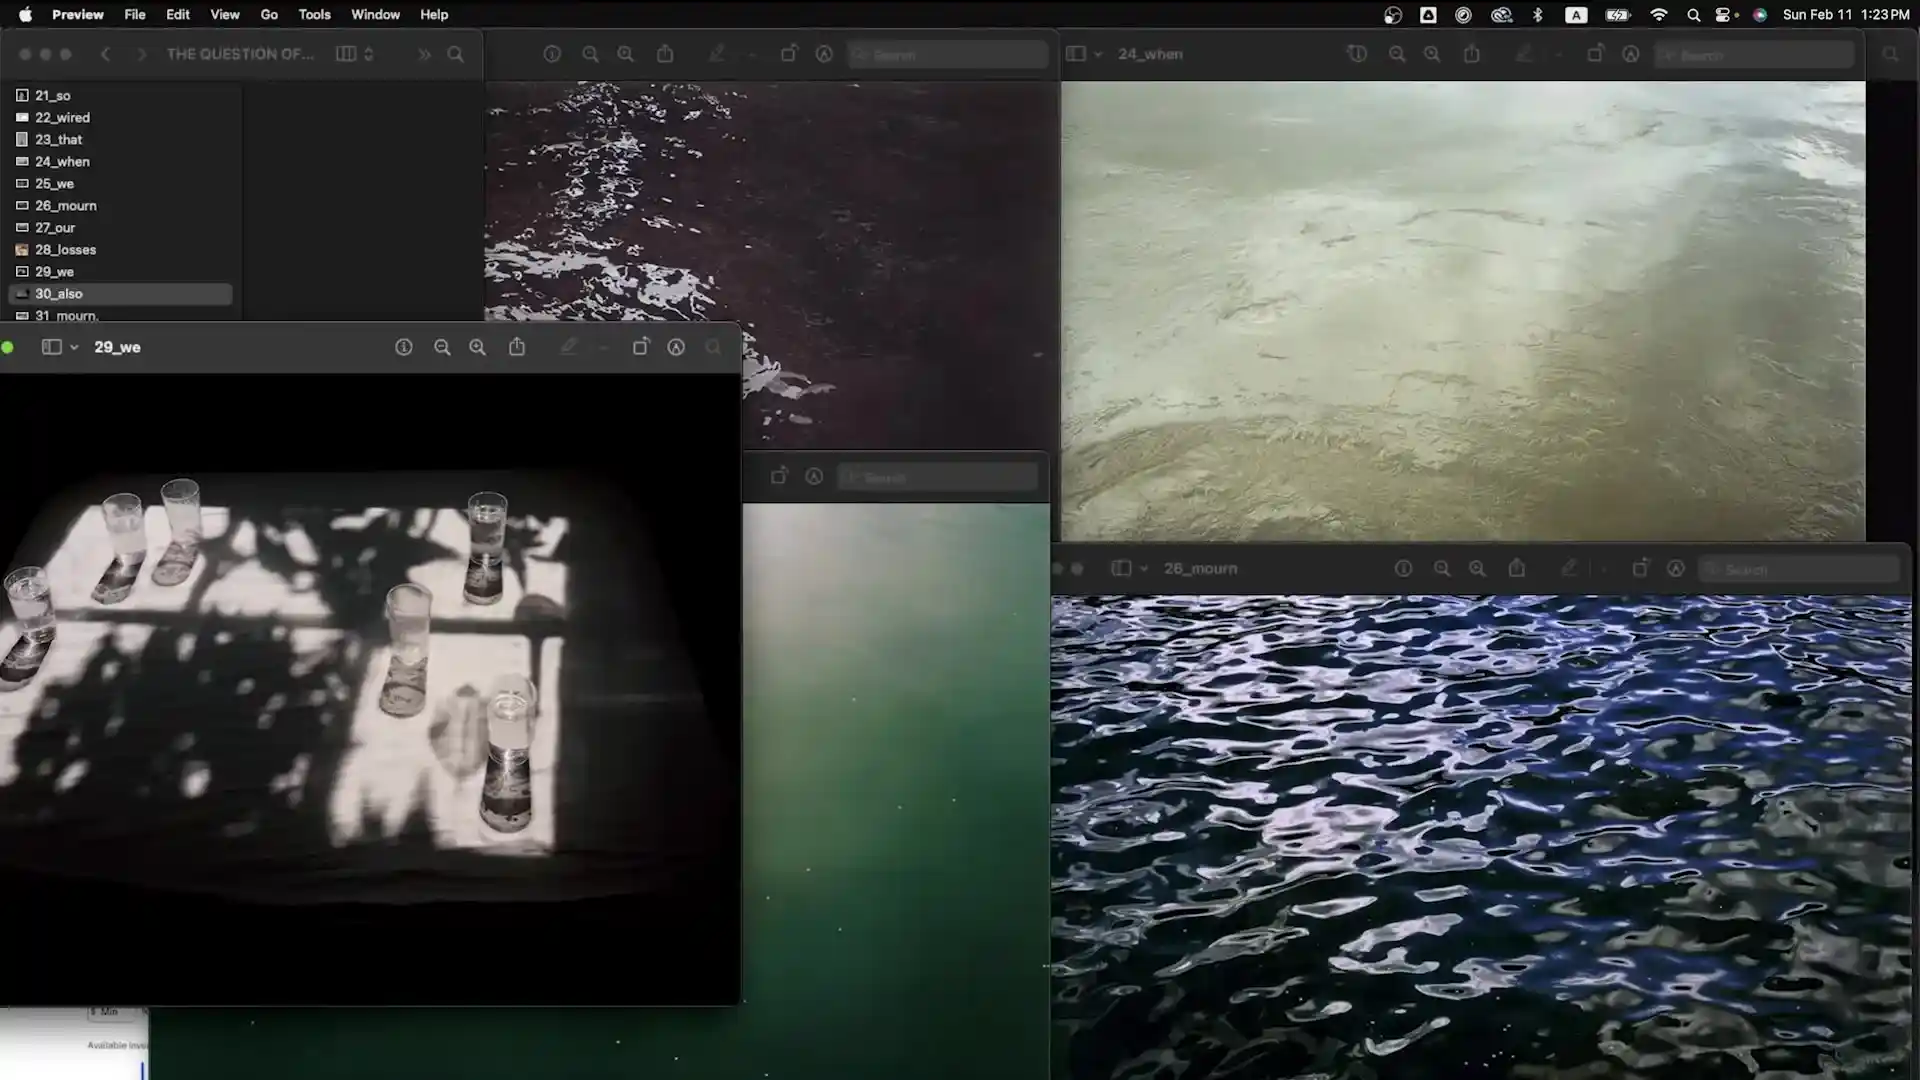 Preview File Edit View Go Tools Window Help
A
Sun Feb 11 1:23 PM
THE QUESTION OF...
Search
24_when
Search
21_so
22_wired
23_that
24_when
25_we
26_mourn
27_our
28_losses
29_we
30_also
31_mourn.
29_we
Search
26_mourn
Search
Min
Available